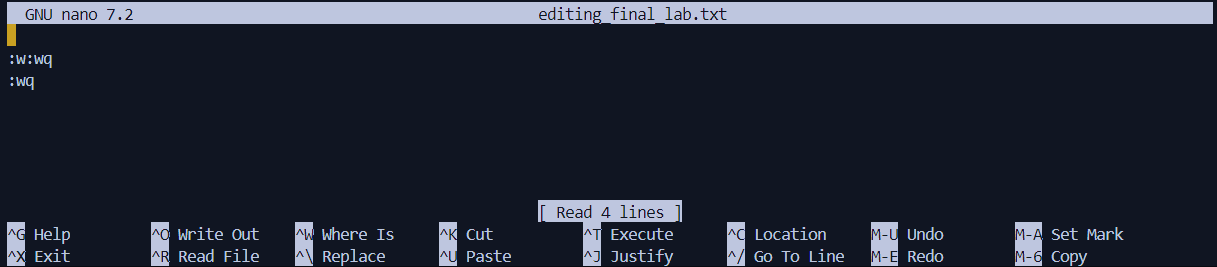 GNU nano 7.2 editing_final_lab.txt
:w:wq
:wq
[ Read 4 lines ]
^G Help ^O Write Out ^W Where Is ^K Cut ^T Execute ^C Location M-U Undo M-A Set Mark
^X Exit ^R Read File ^\ Replace ^U Paste ^J Justify ^/ Go To Line M-E Redo M-6 Copy